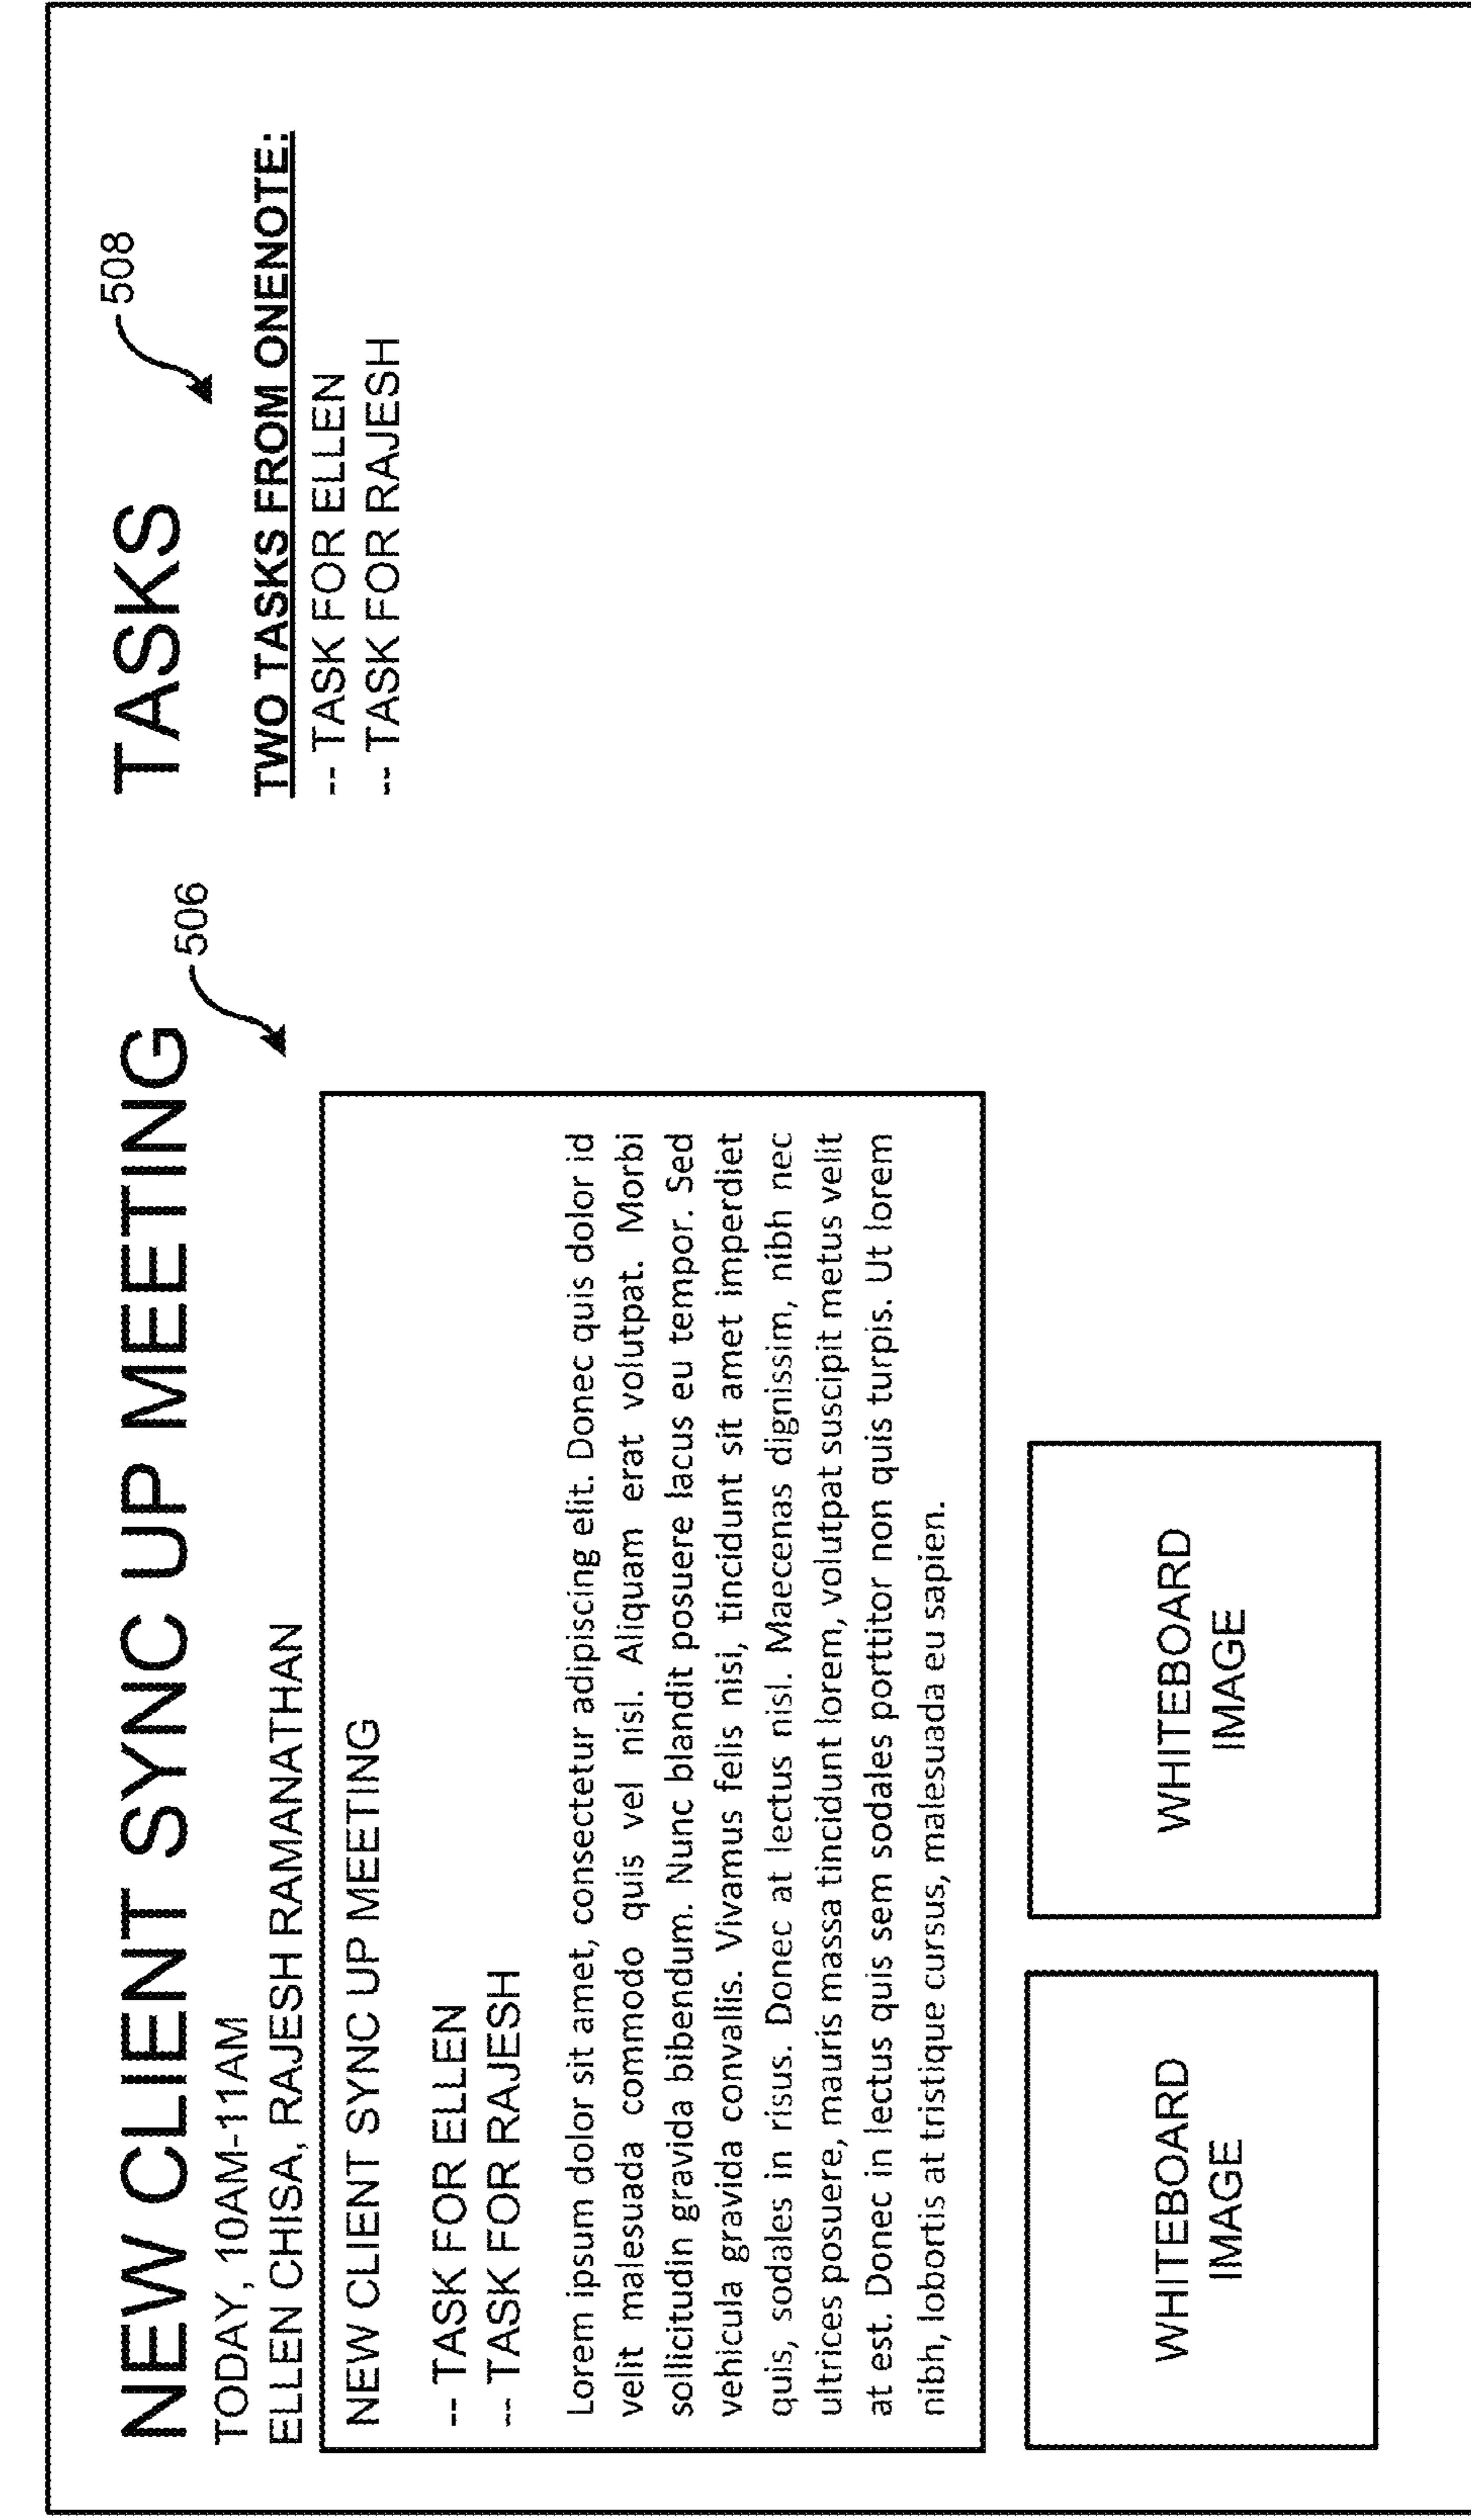 NEW CLIENT SYNC UP MEETING
TODAY, 10AM-11AM
ELLEN CHISA, RAJESH RAMANATHAN
506
NEW CLIENT SYNC UP MEETING
-- TASK FOR ELLEN
-- TASK FOR RAJESH
Lorem ipsum dolor sit amet, consectetur adipiscing elit. Donec quis dolor id
velit malesuada commodo quis vel nisl. Aliquam erat volutpat. Morbi
sollicitudin gravida bibendum. Nunc blandit posuere lacus eu tempor. Sed
vehicula gravida convallis. Vivamus felis nisi, tincidunt sit amet imperdiet
quis, sodales in risus. Donec at lectus nisl. Maecenas dignissim, nibh nec
ultrices posuere, mauris massa tincidunt lorem, volutpat suscipit metus velit
at est. Donec in lectus quis sem sodales portitor non quis turpis. Ut lorem
nibh, lobortis at tristique cursus, malesuada eu sapien.
WHITEBOARD
IMAGE
WHITEBOARD
IMAGE
TASKS
508
TWO TASKS FROM ONENOTE:
-- TASK FOR ELLEN
-- TASK FOR RAJESH